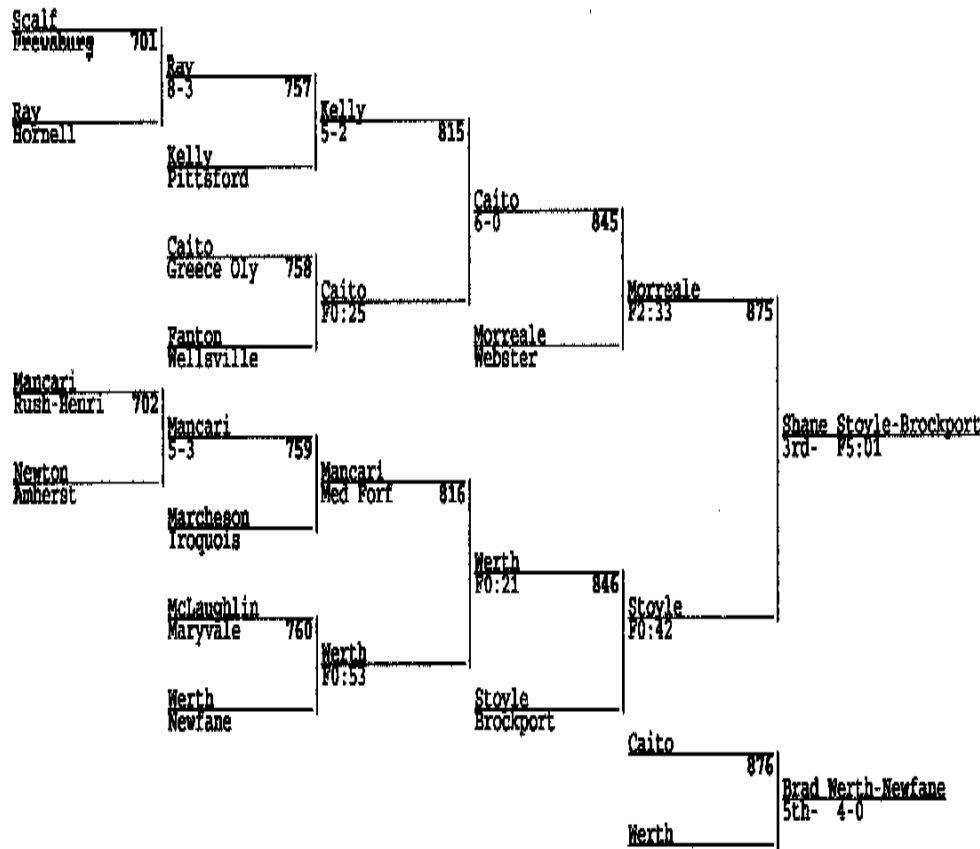 Scalf
Frewsburg 701
Ray
8-3 757
Ray
Hornell
Kelly
5-2 815
Kelly
Pittsford
Caito
6-0 845
Caito
Greece Oly 758
Caito
F0:25
Morreale
F2:33 875
Fanton
Wellsville
Morreale
Webster
Mancari
Rush-Henri 702
Mancari
5-3 759
Shane Stoyle-Brockport
3rd- F5:01
Newton
Amherst
Mancari
Med Forf 816
Marcheson
Iroquois
Werth
F0:21 846
McLaughlin
Maryvale 760
Stoyle
F0:42
Werth
F0:53
Werth
Newfane
Stoyle
Brockport
Caito
876
Brad Werth-Newfane
5th- 4-0
Werth